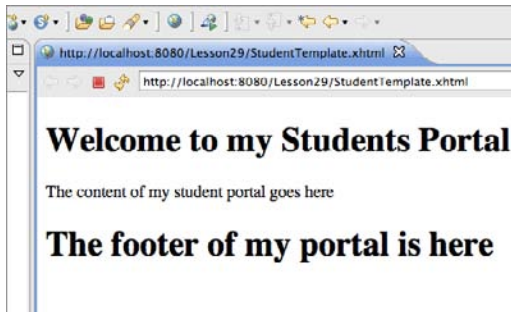 http://localhost:8080/Lesson29/StudentTemplate.xhtml
http://localhost:8080/Lesson29/StudentTemplate.xhtml
Welcome to my Students Portal
The content of my student portal goes here
The footer of my portal is here